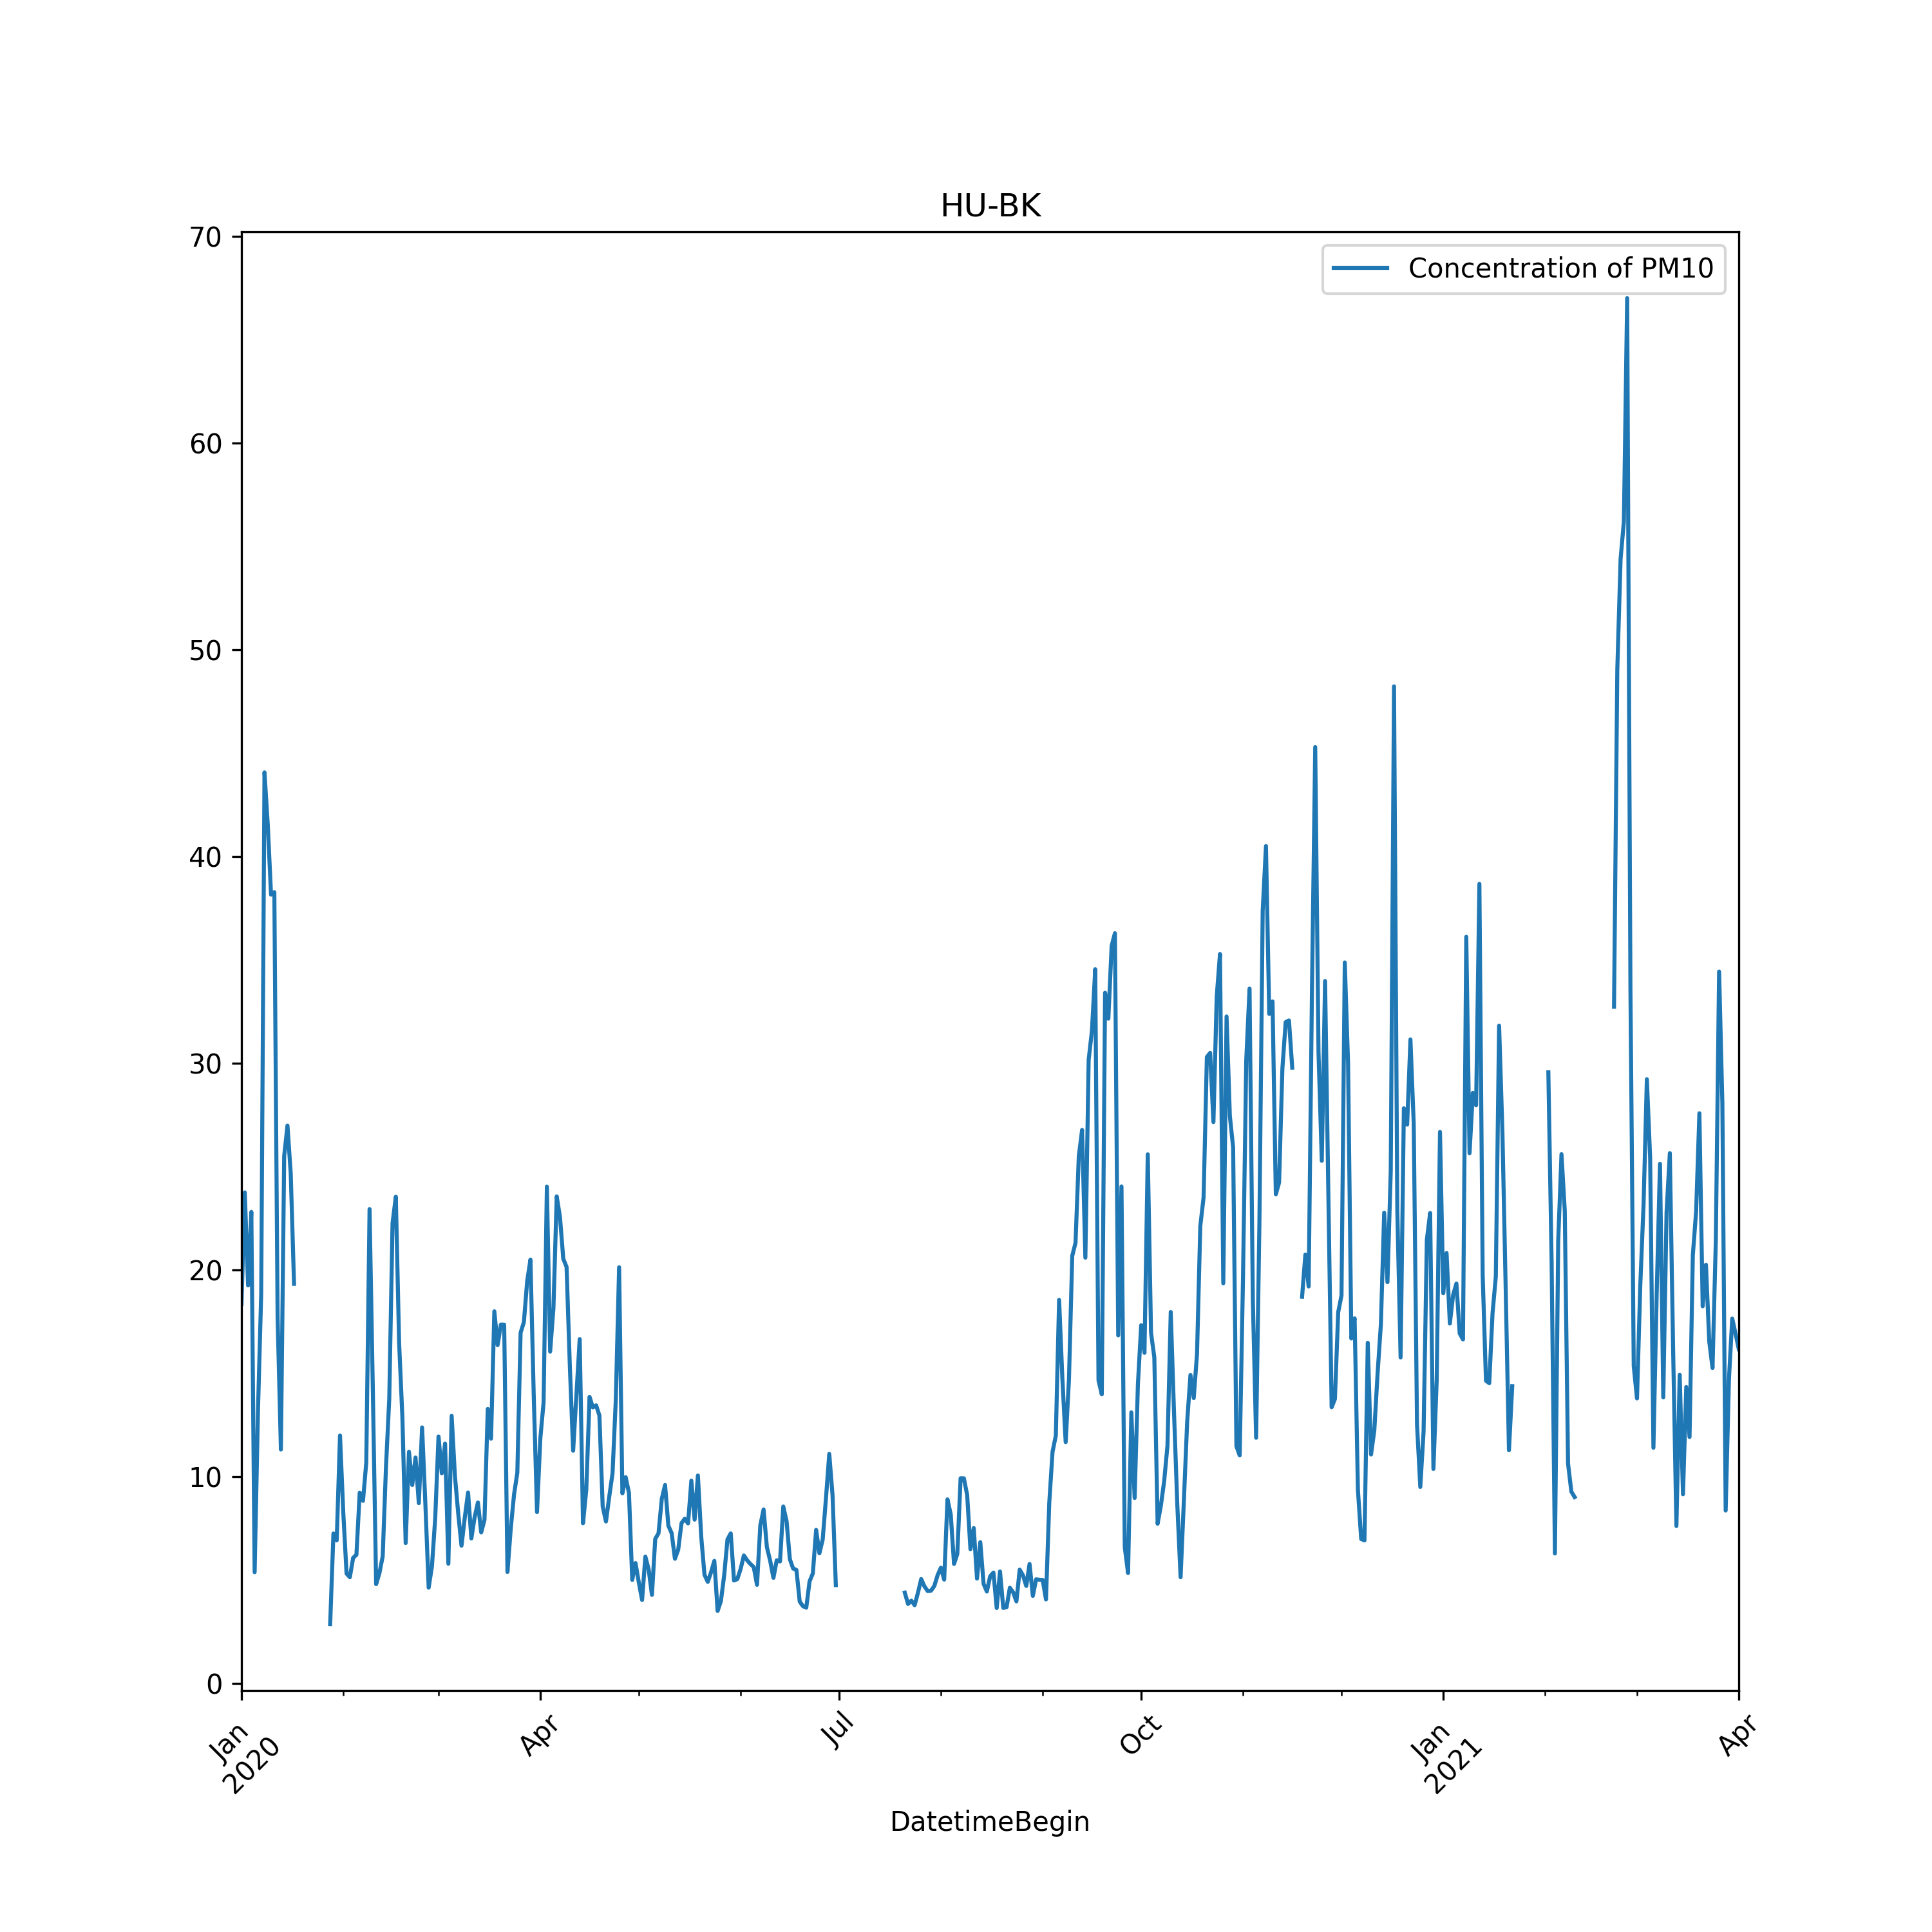 HU-BK
Concentration of PM10
70
60
50
40
30
20
10
0
Jan
2020
Apr
Jul
Oct
Jan
2021
Apr
DatetimeBegin